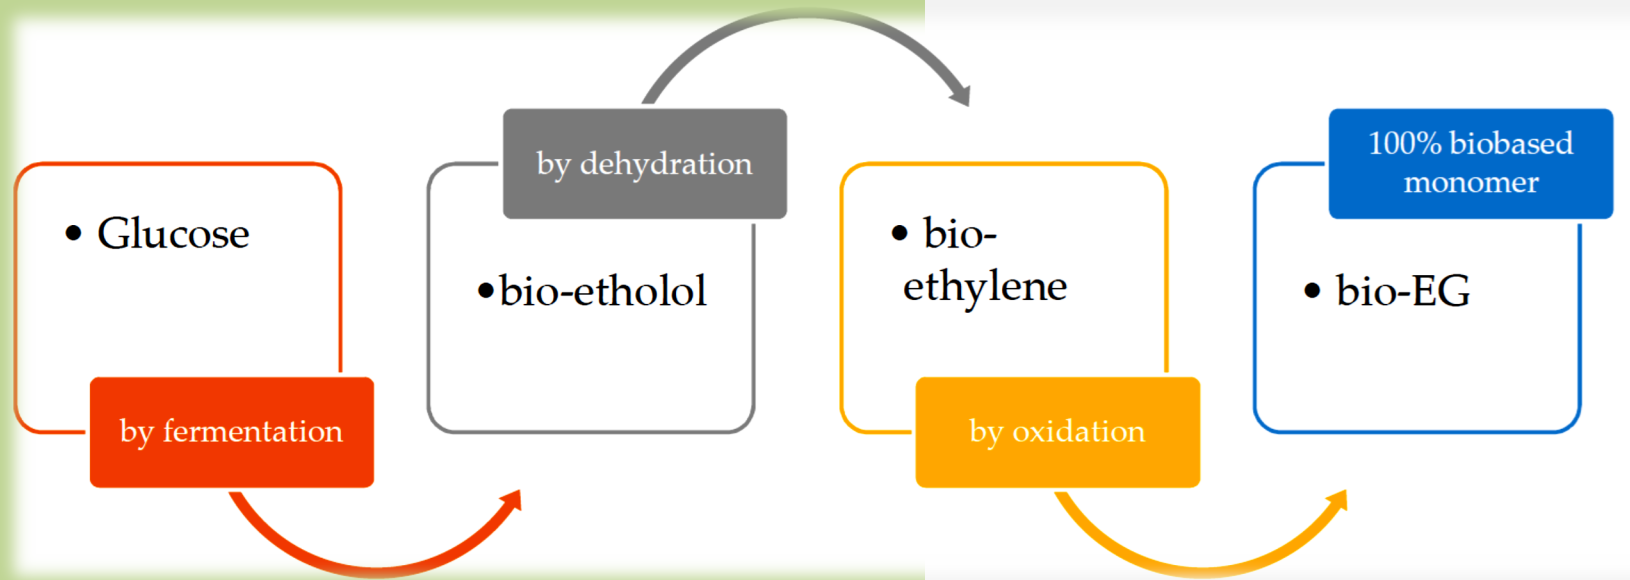 • Glucose
by fermentation
by dehydration
•bio-etholol
• bio-
ethylene
by oxidation
100% biobased
monomer
• bio-EG